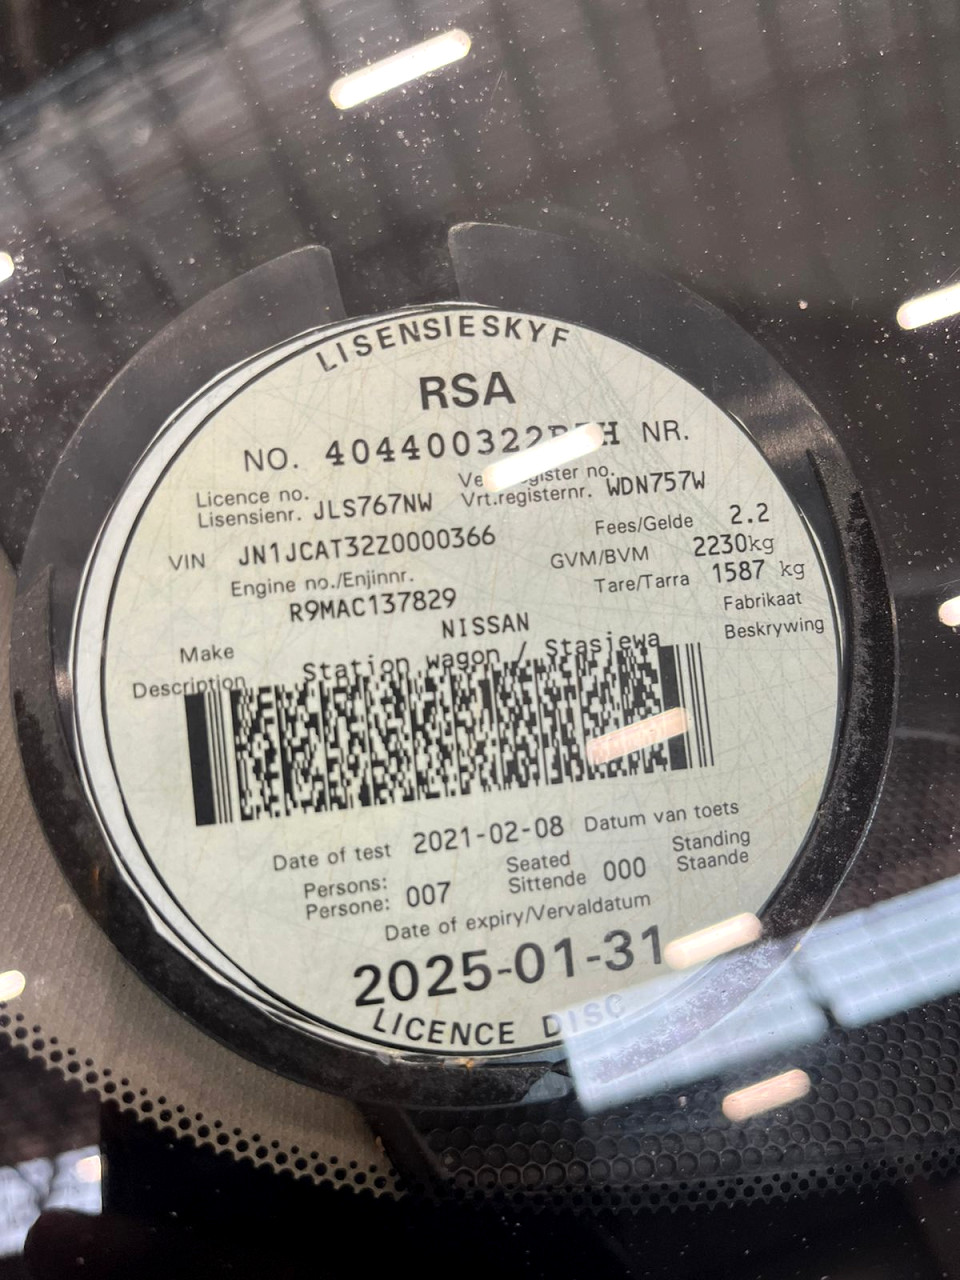 LISENSIESKYF
RSA
NO. 404400322 NR.
Licence no. register no.
Lisensienr. JLS767NW Vrt.registernr. WDN757W
VIN JN1JCAT32Z0000366 Fees/Gelde 2.2
GVM/BVM 2230kg
Engine no./Enjinnr. Tare/Tarra 1587 kg
R9MAC137829
Make NISSAN Fabrikaat
Description Station wagon / Stasiewa Beskrywing
Date of test 2021-02-08 Datum van toets
Persons: Seated Standing
Persone: 007 Sittende 000 Staande
Date of expiry/Vervaldatum
2025-01-31
LICENCE DISC